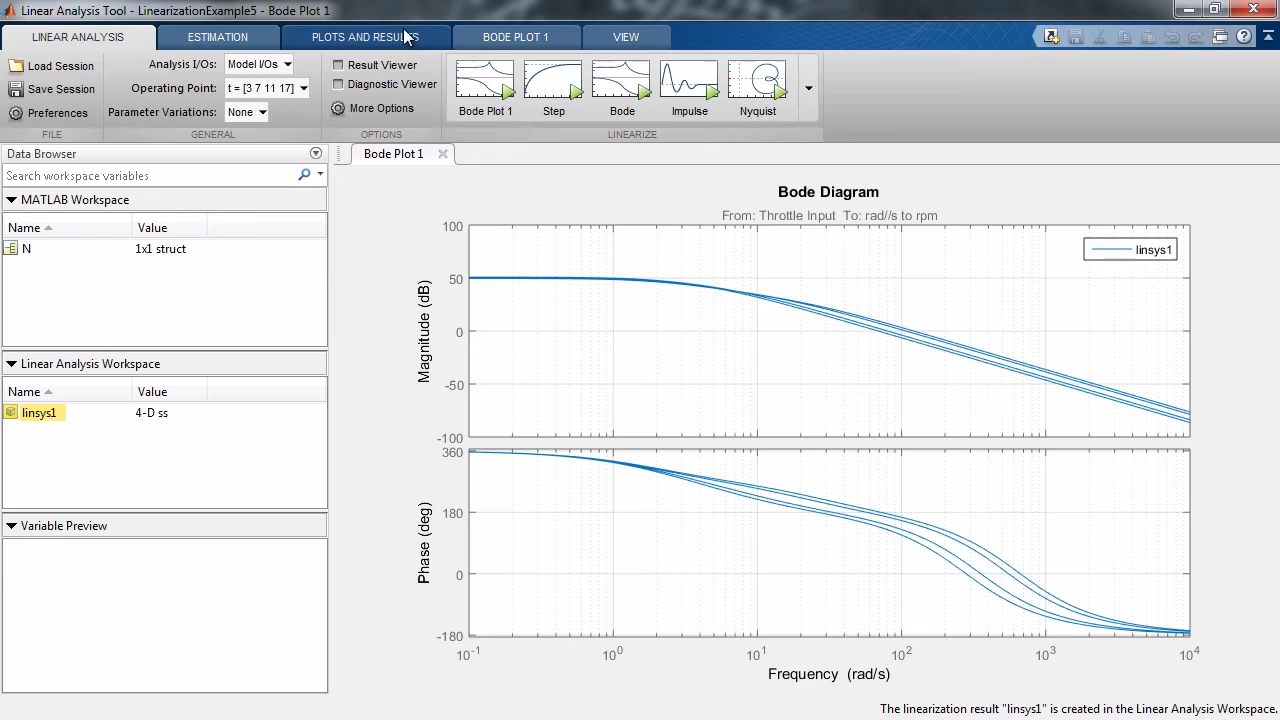 Linear Analysis Tool - LinearizationExample5 - Bode Plot 1
LINEAR ANALYSIS ESTIMATION PLOTS AND RESULTS BODE PLOT 1 VIEW
Load Session
Save Session
Preferences
FILE
Analysis I/Os: Model I/Os
Operating Point: t = [3 7 11 17]
Parameter Variations: None
GENERAL
Result Viewer
Diagnostic Viewer
More Options
OPTIONS
Bode Plot 1 Step Bode Impulse Nyquist
LINEARIZE
Data Browser
Search workspace variables
MATLAB Workspace
Name Value
N 1x1 struct
Linear Analysis Workspace
Name Value
linsys1 4-D ss
Variable Preview
Bode Plot 1
Bode Diagram
From: Throttle Input To: rad//s to rpm
linsys1
Magnitude (dB)
100
50
0
-50
-100
Phase (deg)
360
180
0
-180
10^-1 10^0 10^1 10^2 10^3 10^4
Frequency (rad/s)
The linearization result "linsys1" is created in the Linear Analysis Workspace.